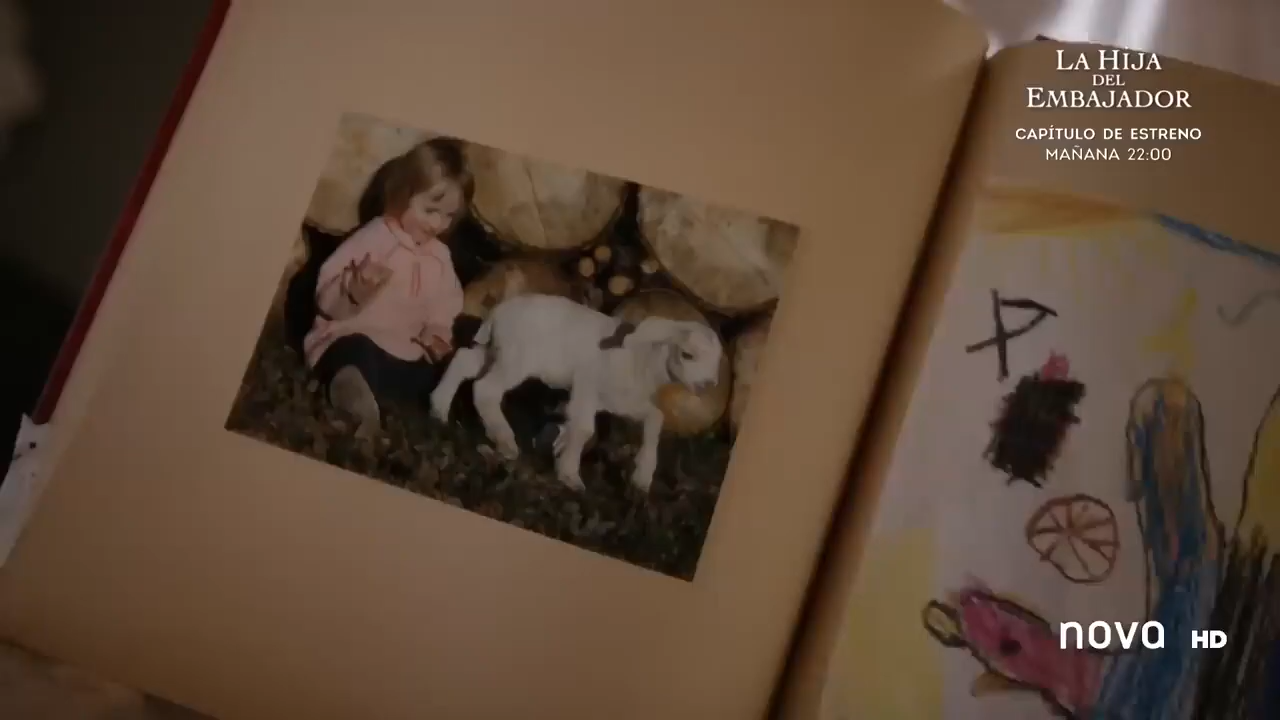 LA HIJA
DEL
EMBAJADOR
CAPÍTULO DE ESTRENO
MAÑANA 22:00
P
nova HD